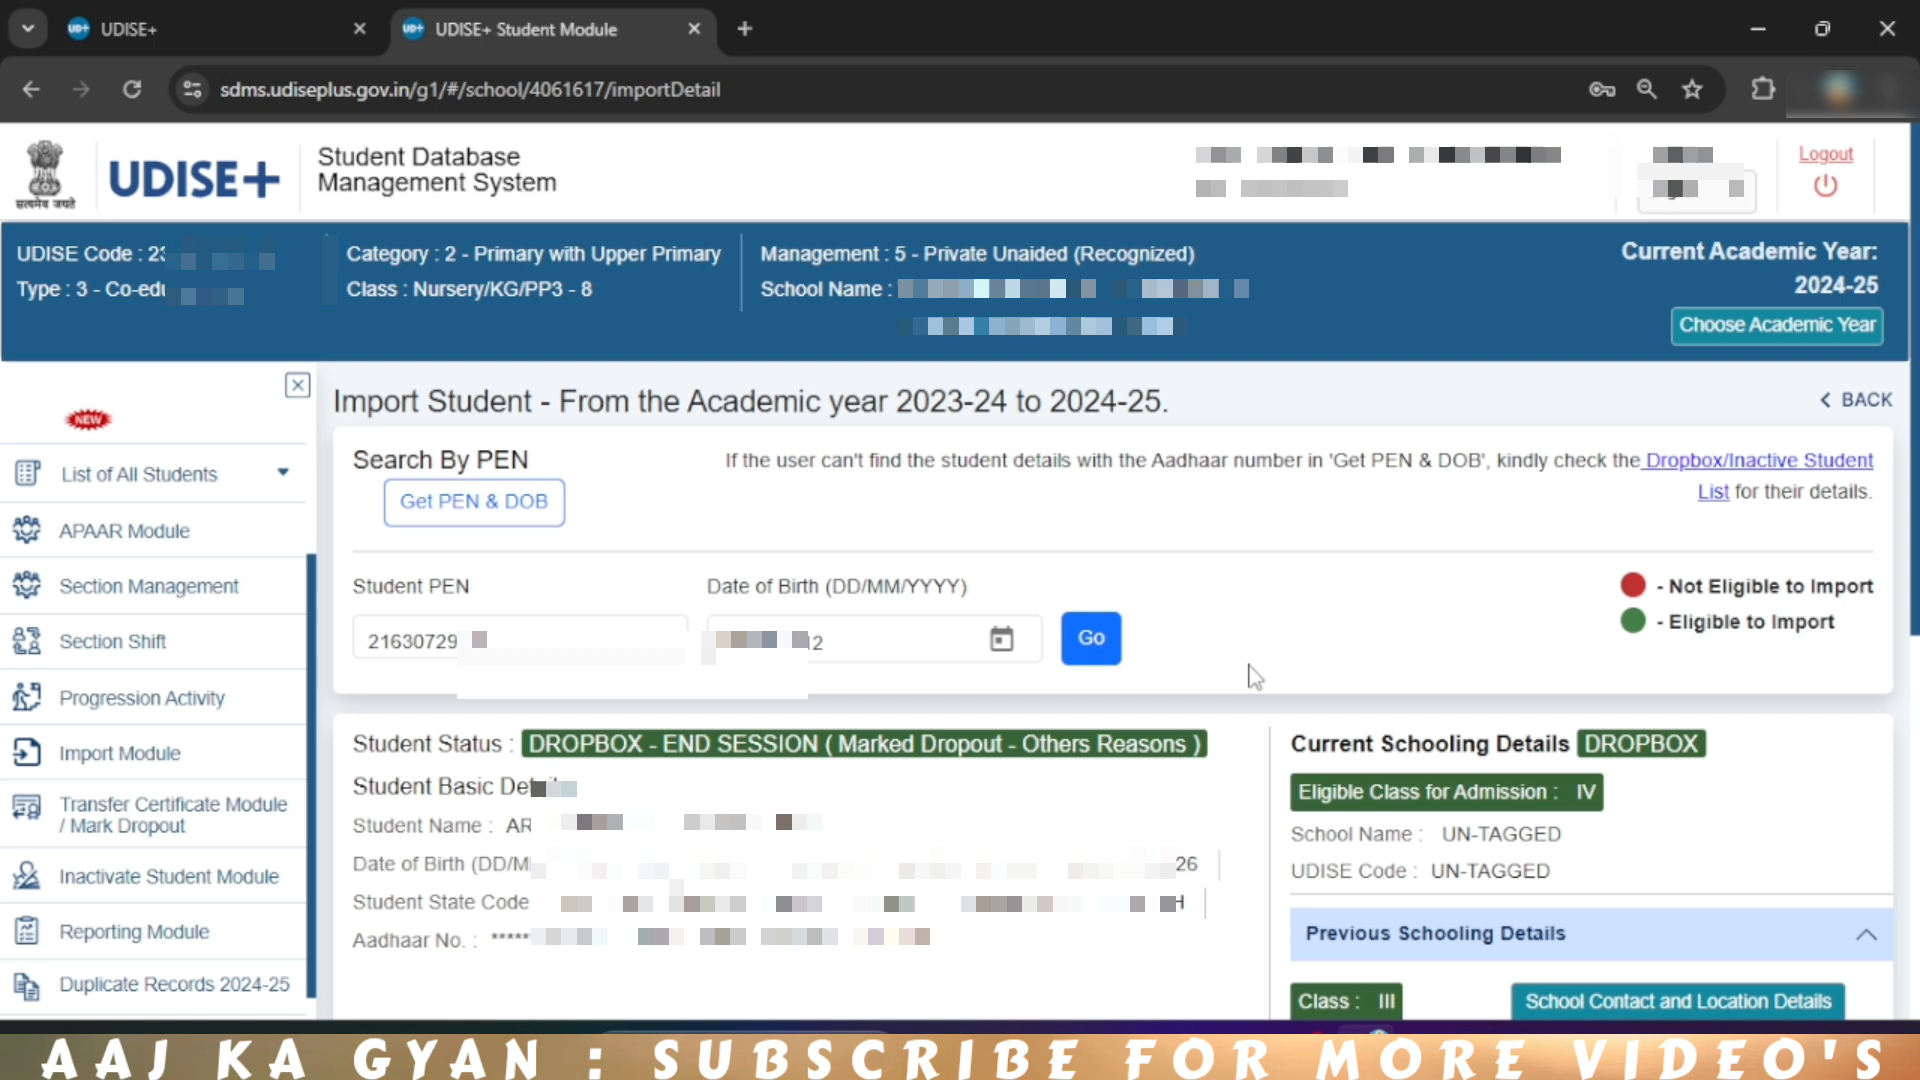 UDISE+
UDISE+ Student Module
sdms.udiseplus.gov.in/g1/#/school/4061617/importDetail
सत्यमेव जयते
UDISE+
Student Database
Management System
Logout
UDISE Code : 23
Type : 3 - Co-edu
Category : 2 - Primary with Upper Primary
Class : Nursery/KG/PP3 - 8
Management : 5 - Private Unaided (Recognized)
School Name :
Current Academic Year:
2024-25
Choose Academic Year
NEW
List of All Students
APAAR Module
Section Management
Section Shift
Progression Activity
Import Module
Transfer Certificate Module
/ Mark Dropout
Inactivate Student Module
Reporting Module
Duplicate Records 2024-25
Import Student - From the Academic year 2023-24 to 2024-25.
BACK
Search By PEN
Get PEN & DOB
If the user can't find the student details with the Aadhaar number in 'Get PEN & DOB', kindly check the Dropbox/Inactive Student
List for their details.
Student PEN
Date of Birth (DD/MM/YYYY)
21630729
12
Go
- Not Eligible to Import
- Eligible to Import
Student Status : DROPBOX - END SESSION ( Marked Dropout - Others Reasons )
Student Basic
Student Name : AR
Date of Birth (DD/M
26
Student State Code
H
Aadhaar No. : *****
Current Schooling Details DROPBOX
Eligible Class for Admission : IV
School Name : UN-TAGGED
UDISE Code : UN-TAGGED
Previous Schooling Details
Class : III
School Contact and Location Details
AAJ KA GYAN : SUBSCRIBE FOR MORE VIDEO'S